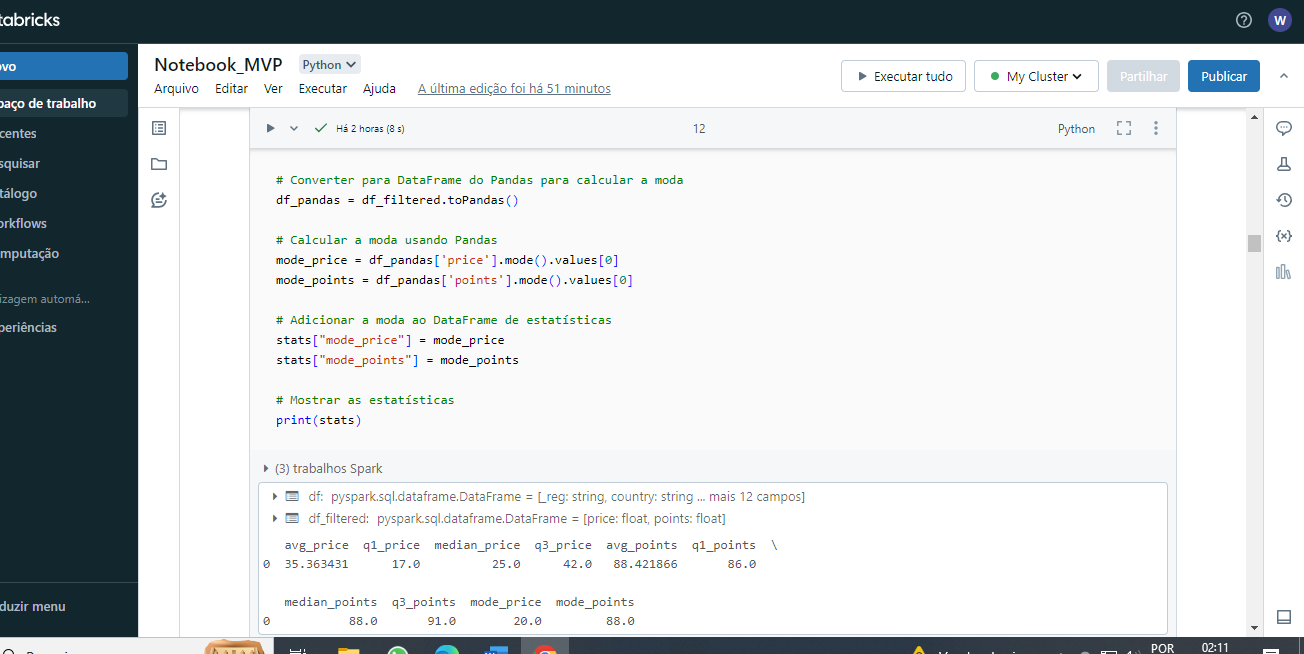 tabricks
W
ovo
paço de trabalho
centes
squisar
tálogo
orkflows
mputação
izagem automá...
periências
duzir menu
Notebook_MVP Python
Arquivo Editar Ver Executar Ajuda A última edição foi há 51 minutos
Executar tudo My Cluster Partilhar Publicar
Há 2 horas (8 s) 12 Python
# Converter para DataFrame do Pandas para calcular a moda
df_pandas = df_filtered.toPandas()
# Calcular a moda usando Pandas
mode_price = df_pandas['price'].mode().values[0]
mode_points = df_pandas['points'].mode().values[0]
# Adicionar a moda ao DataFrame de estatísticas
stats["mode_price"] = mode_price
stats["mode_points"] = mode_points
# Mostrar as estatísticas
print(stats)
(3) trabalhos Spark
df: pyspark.sql.dataframe.DataFrame = [_reg: string, country: string ... mais 12 campos]
df_filtered: pyspark.sql.dataframe.DataFrame = [price: float, points: float]
avg_price q1_price median_price q3_price avg_points q1_points \
0 35.363431 17.0 25.0 42.0 88.421866 86.0
median_points q3_points mode_price mode_points
0 88.0 91.0 20.0 88.0
POR
02:11